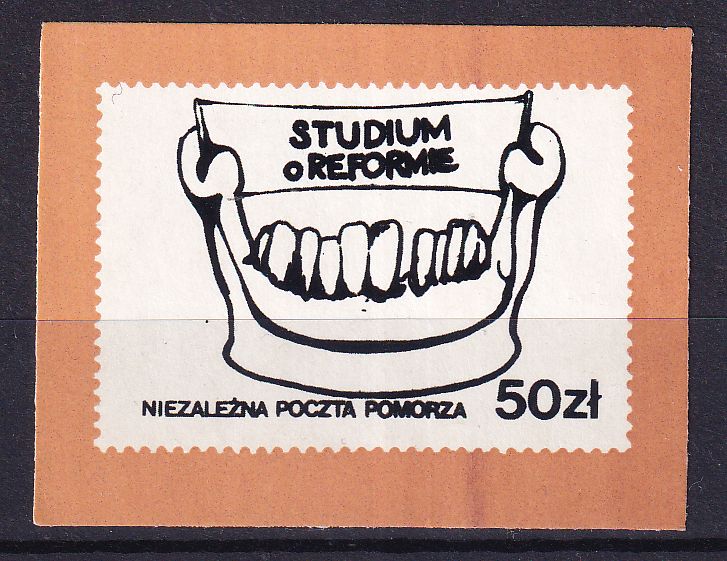 STUDIUM
o REFORMIE
NIEZALEŻNA POCZTA POMORZA 50zł